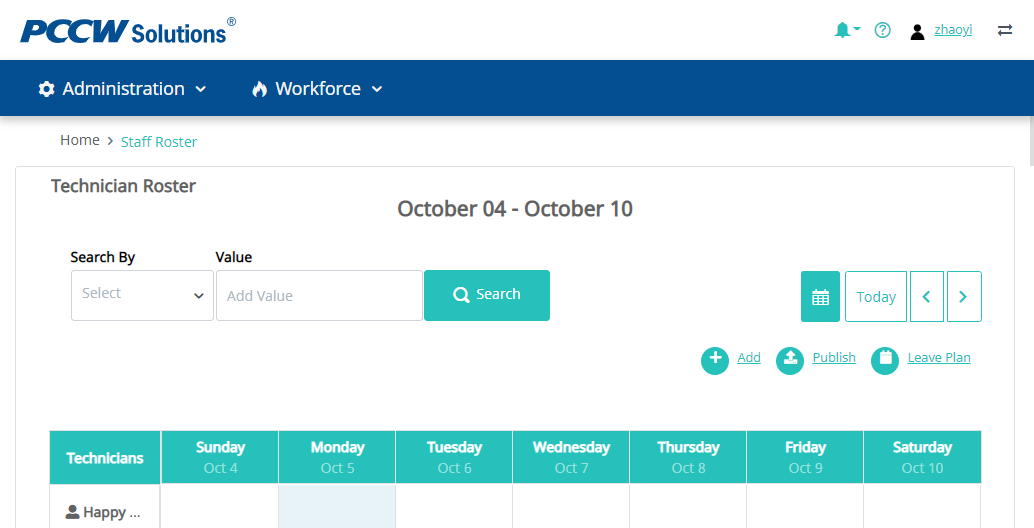 PCCW Solutions®
zhaoyi
Administration
Workforce
Home > Staff Roster
Technician Roster
October 04 - October 10
Search By
Value
Select
Add Value
Search
Today
Add
Publish
Leave Plan
Technicians
Sunday
Oct 4
Monday
Oct 5
Tuesday
Oct 6
Wednesday
Oct 7
Thursday
Oct 8
Friday
Oct 9
Saturday
Oct 10
Happy ...